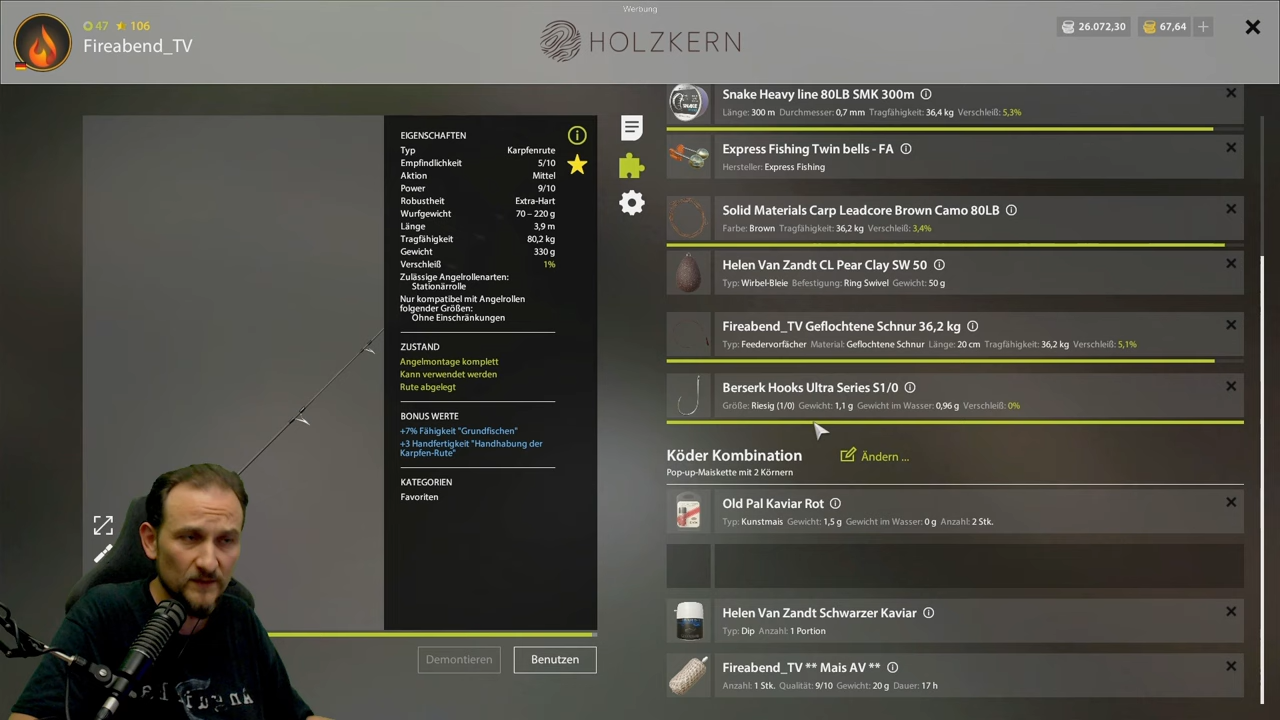 Werbung
47 106
Fireabend_TV
HOLZKERN
26.072,30
67,64
EIGENSCHAFTEN
Typ Karpfenrute
Empfindlichkeit 5/10
Aktion Mittel
Power 9/10
Robustheit Extra-Hart
Wurfgewicht 70 – 220 g
Länge 3,9 m
Tragfähigkeit 80,2 kg
Gewicht 330 g
Verschleiß 1%
Zulässige Angelrollenarten:
Stationärrolle
Nur kompatibel mit Angelrollen
folgender Größen:
Ohne Einschränkungen
ZUSTAND
Angelmontage komplett
Kann verwendet werden
Rute abgelegt
BONUS WERTE
+7% Fähigkeit "Grundfischen"
+3 Handfertigkeit "Handhabung der
Karpfen-Rute"
KATEGORIEN
Favoriten
Demontieren
Benutzen
Snake Heavy line 80LB SMK 300m
Länge: 300 m Durchmesser: 0,7 mm Tragfähigkeit: 36,4 kg Verschleiß: 5,3%
Express Fishing Twin bells - FA
Hersteller: Express Fishing
Solid Materials Carp Leadcore Brown Camo 80LB
Farbe: Brown Tragfähigkeit: 36,2 kg Verschleiß: 3,4%
Helen Van Zandt CL Pear Clay SW 50
Typ: Wirbel-Bleie Befestigung: Ring Swivel Gewicht: 50 g
Fireabend_TV Geflochtene Schnur 36,2 kg
Typ: Feedervorfächer Material: Geflochtene Schnur Länge: 20 cm Tragfähigkeit: 36,2 kg Verschleiß: 5,1%
Berserk Hooks Ultra Series S1/0
Größe: Riesig (1/0) Gewicht: 1,1 g Gewicht im Wasser: 0,96 g Verschleiß: 0%
Köder Kombination Ändern ...
Pop-up-Maiskette mit 2 Körnern
Old Pal Kaviar Rot
Typ: Kunstmais Gewicht: 1,5 g Gewicht im Wasser: 0 g Anzahl: 2 Stk.
Helen Van Zandt Schwarzer Kaviar
Typ: Dip Anzahl: 1 Portion
Fireabend_TV ** Mais AV **
Anzahl: 1 Stk. Qualität: 9/10 Gewicht: 20 g Dauer: 17 h